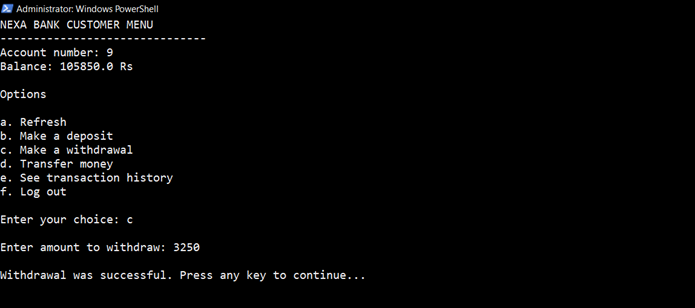 Administrator: Windows PowerShell
NEXA BANK CUSTOMER MENU
-------------------------------
Account number: 9
Balance: 105850.0 Rs
Options
a. Refresh
b. Make a deposit
c. Make a withdrawal
d. Transfer money
e. See transaction history
f. Log out
Enter your choice: c
Enter amount to withdraw: 3250
Withdrawal was successful. Press any key to continue...